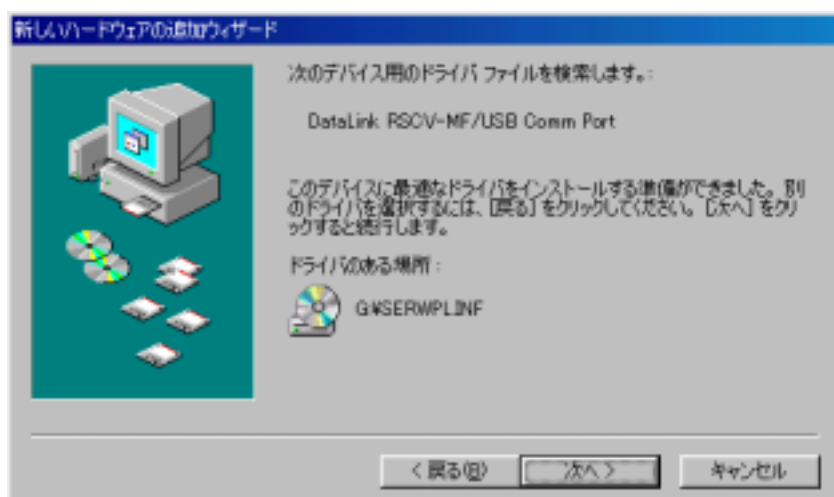 新しいハードウェアの追加ウィザード
次のデバイス用のドライバ ファイルを検索します。:
DataLink RSCV-MF/USB Comm Port
このデバイスに最適なドライバをインストールする準備ができました。別
のドライバを選択するには、[戻る] をクリックしてください。[次へ] をクリ
ックすると続行します。
ドライバのある場所 :
G:¥SERWPL.INF
< 戻る(B)
次へ >
キャンセル